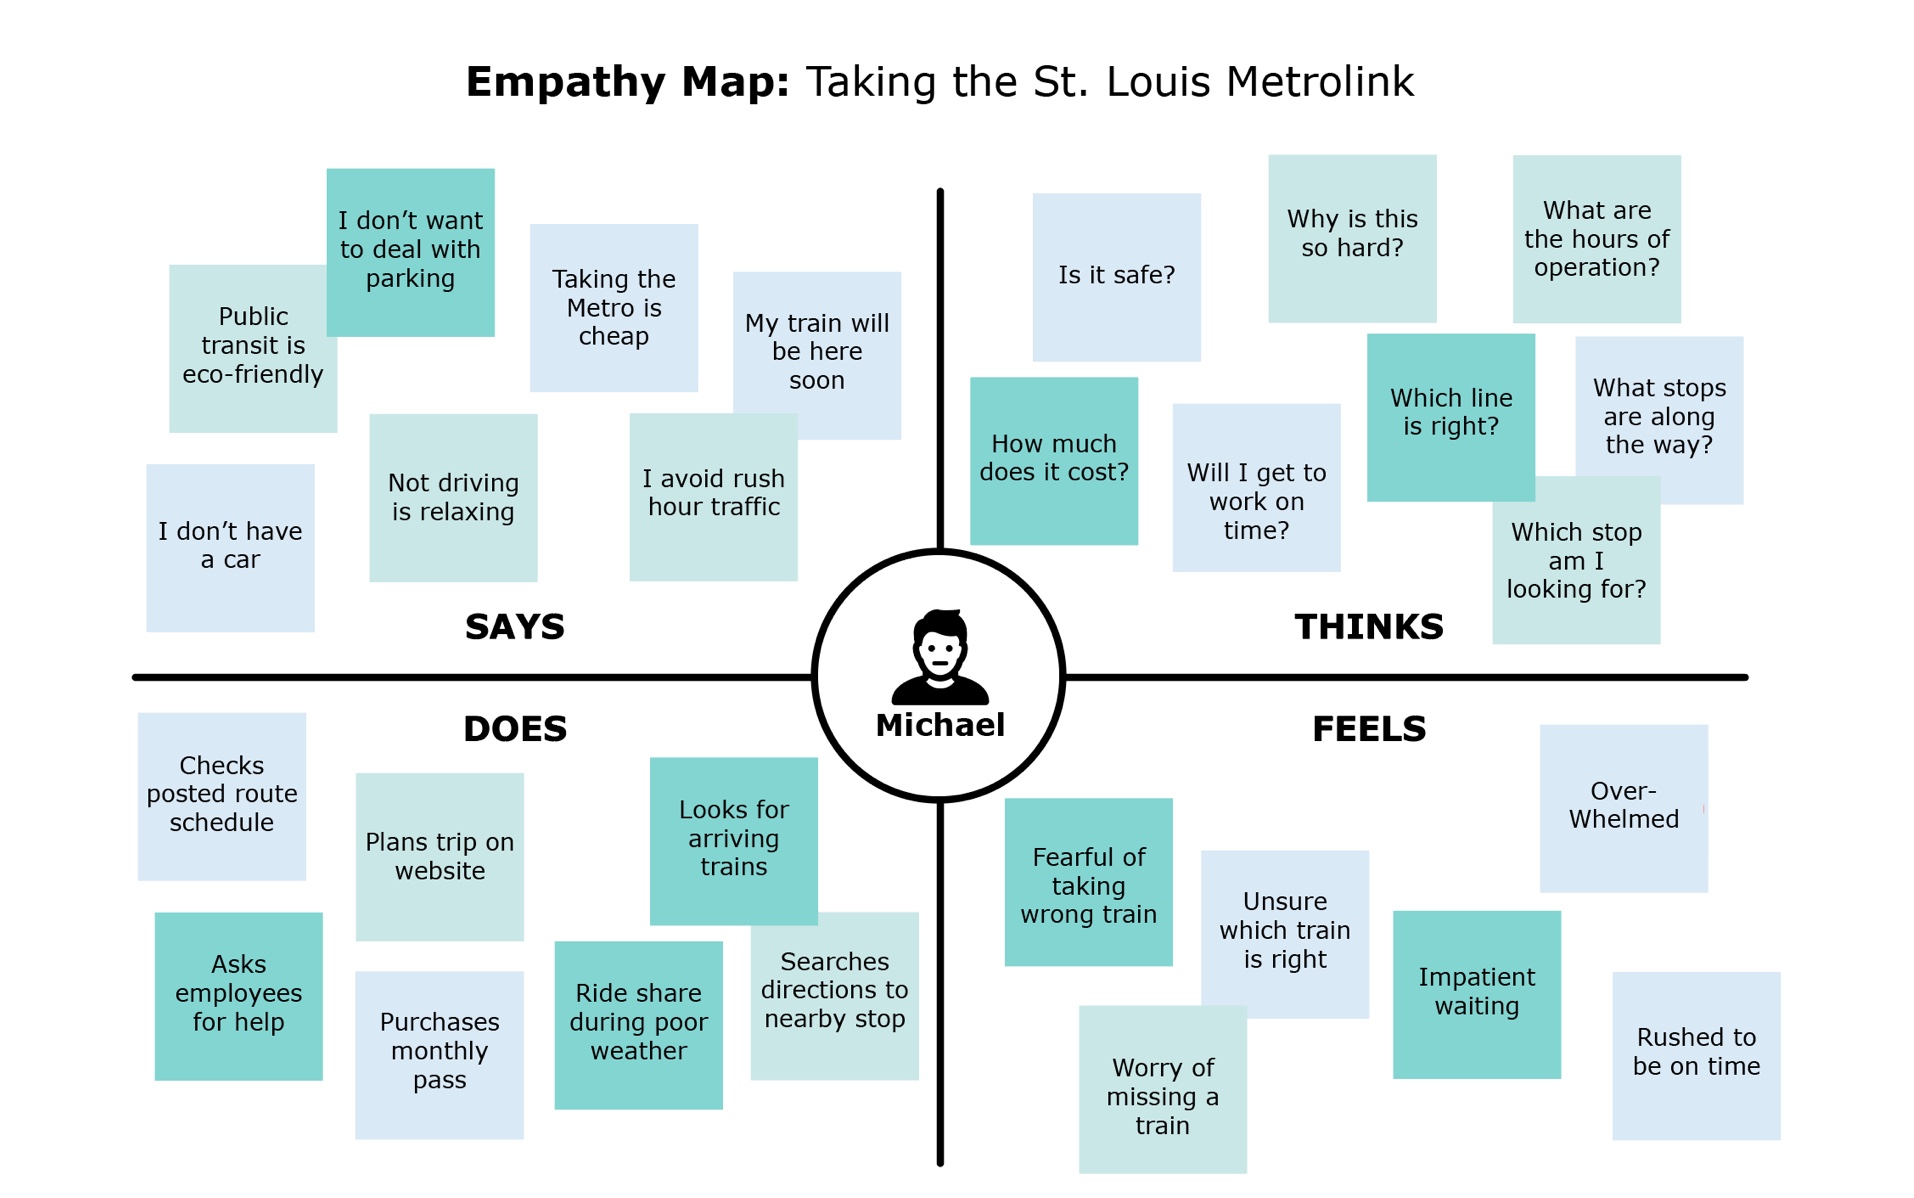 Empathy Map: Taking the St. Louis Metrolink
I don’t want
to deal with
parking
Public
transit is
eco-friendly
Taking the
Metro is
cheap
My train will
be here
soon
I don’t have
a car
Not driving
is relaxing
I avoid rush
hour traffic
SAYS
Is it safe?
Why is this
so hard?
What are
the hours of
operation?
How much
does it cost?
Will I get to
work on
time?
Which line
is right?
What stops
are along
the way?
Which stop
am I
looking for?
THINKS
Michael
DOES
Checks
posted route
schedule
Plans trip on
website
Looks for
arriving
trains
Asks
employees
for help
Purchases
monthly
pass
Ride share
during poor
weather
Searches
directions to
nearby stop
FEELS
Over-
Whelmed
Fearful of
taking
wrong train
Unsure
which train
is right
Impatient
waiting
Worry of
missing a
train
Rushed to
be on time